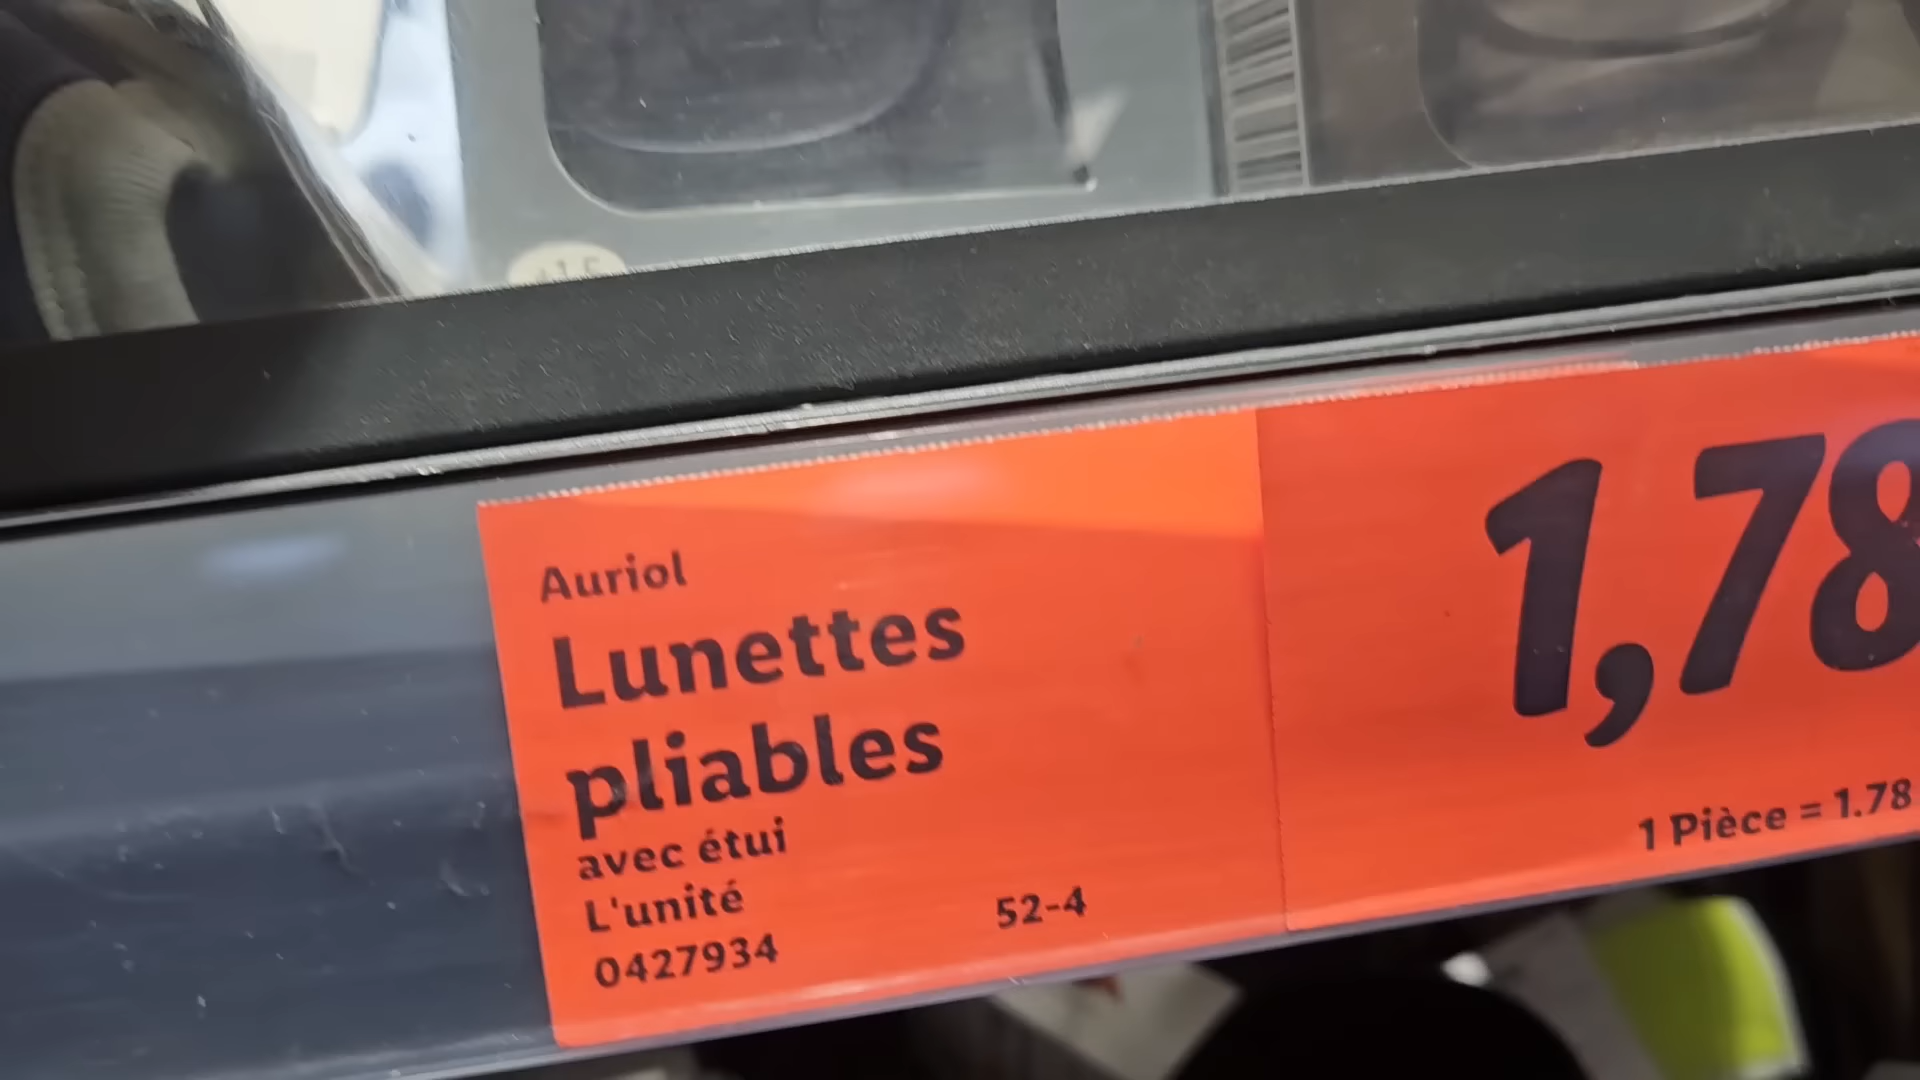 Auriol
Lunettes
pliables
avec étui
L'unité
0427934
52-4
1,78
1 Pièce = 1.78